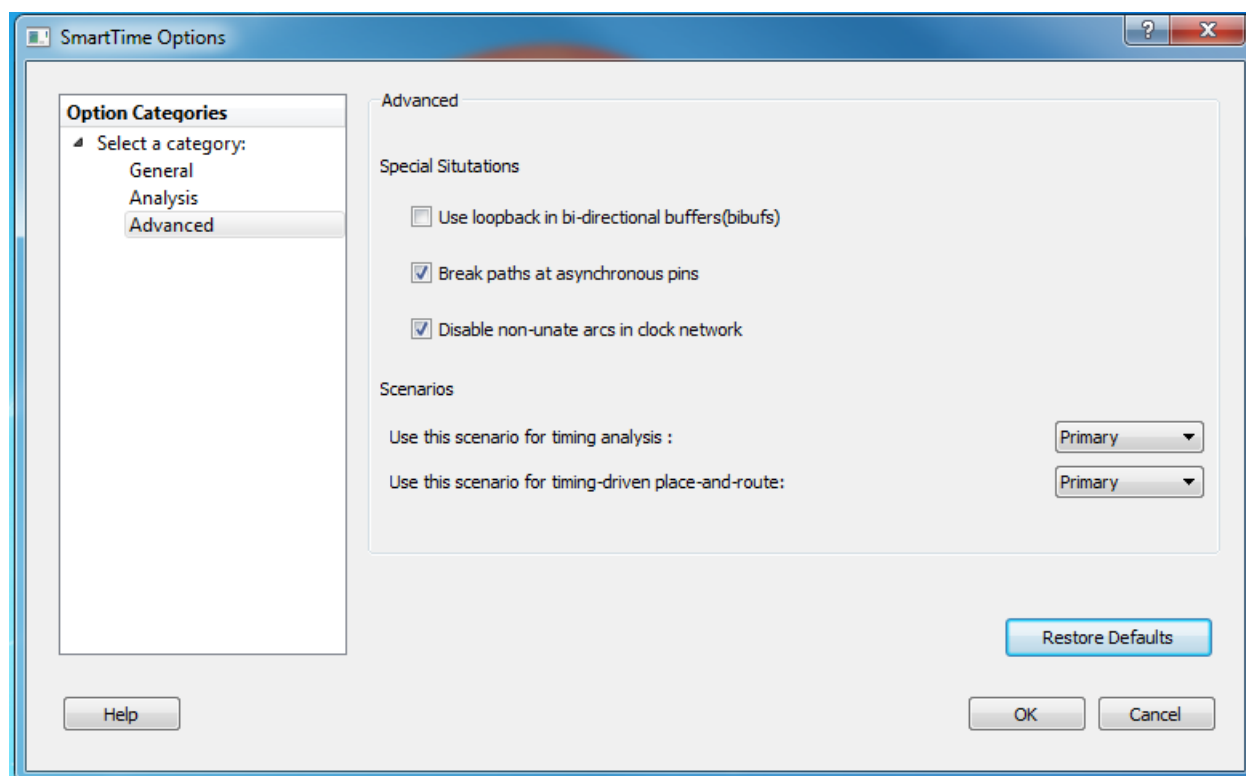 SmartTime Options
Option Categories
Select a category:
General
Analysis
Advanced
Advanced
Special Situtations
Use loopback in bi-directional buffers(bibufs)
Break paths at asynchronous pins
Disable non-unate arcs in clock network
Scenarios
Use this scenario for timing analysis : Primary
Use this scenario for timing-driven place-and-route: Primary
Restore Defaults
Help OK Cancel